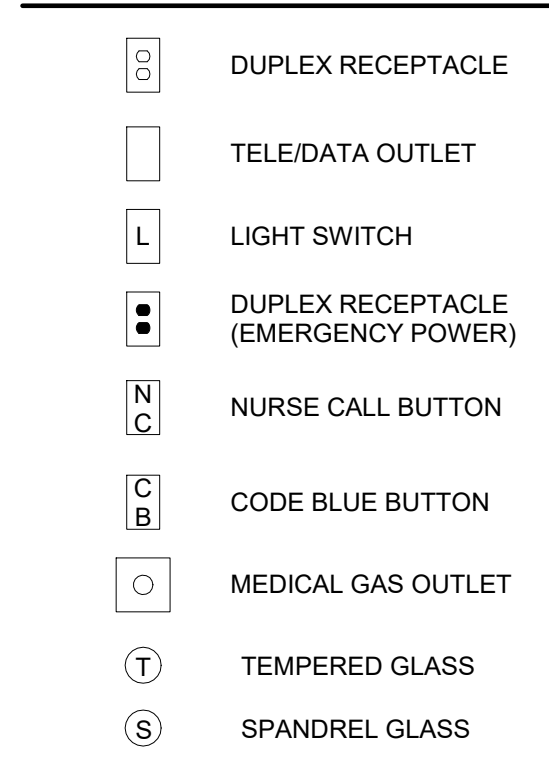 DUPLEX RECEPTACLE
TELE/DATA OUTLET
L LIGHT SWITCH
DUPLEX RECEPTACLE
(EMERGENCY POWER)
N
C
NURSE CALL BUTTON
C
B
CODE BLUE BUTTON
MEDICAL GAS OUTLET
T TEMPERED GLASS
S SPANDREL GLASS